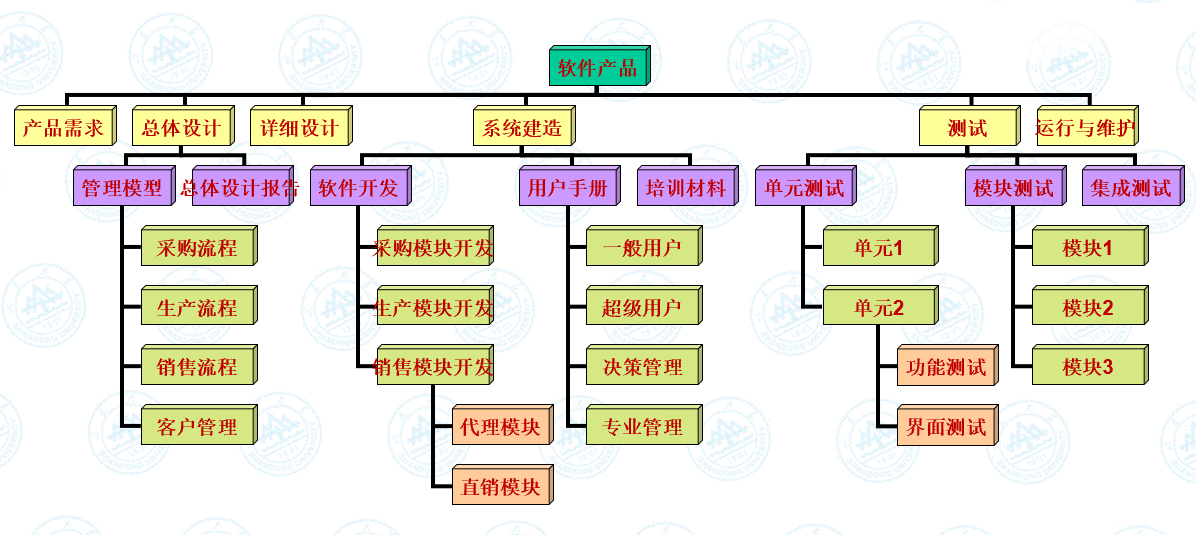 软件产品
产品需求
总体设计
详细设计
系统建造
测试
运行与维护
管理模型
总体设计报告
软件开发
用户手册
培训材料
单元测试
模块测试
集成测试
采购流程
采购模块开发
一般用户
单元1
模块1
生产流程
生产模块开发
超级用户
单元2
模块2
销售流程
销售模块开发
决策管理
功能测试
模块3
客户管理
代理模块
专业管理
界面测试
直销模块